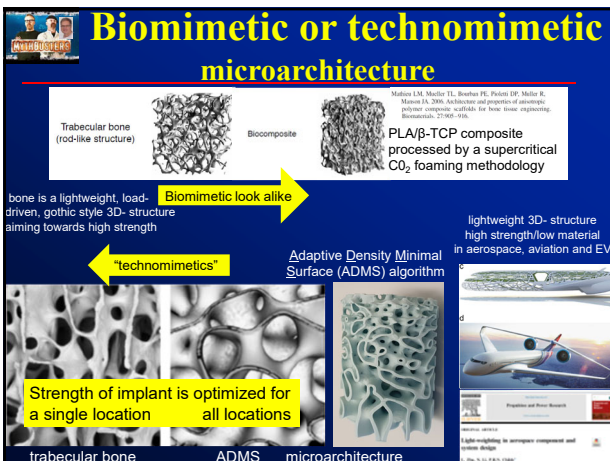 MYTHBUSTERS
Biomimetic or technomimetic
microarchitecture
Trabecular bone
(rod-like structure)
Biocomposite
Mathieu LM, Mueller TL, Bourban PE, Pioletti DP, Muller R,
Manson JA. 2006. Architecture and properties of anisotropic
polymer composite scaffolds for bone tissue engineering.
Biomaterials. 27:905–916.
PLA/β-TCP composite
processed by a supercritical
C0₂ foaming methodology
bone is a lightweight, load-
driven, gothic style 3D- structure
aiming towards high strength
Biomimetic look alike
"technomimetics"
Adaptive Density Minimal
Surface (ADMS) algorithm
lightweight 3D- structure
high strength/low material
in aerospace, aviation and EV
c
d
Strength of implant is optimized for
a single location all locations
trabecular bone ADMS microarchitecture
Propulsion and Power Research
ORIGINAL ARTICLE
Light-weighting in aerospace component and
system design